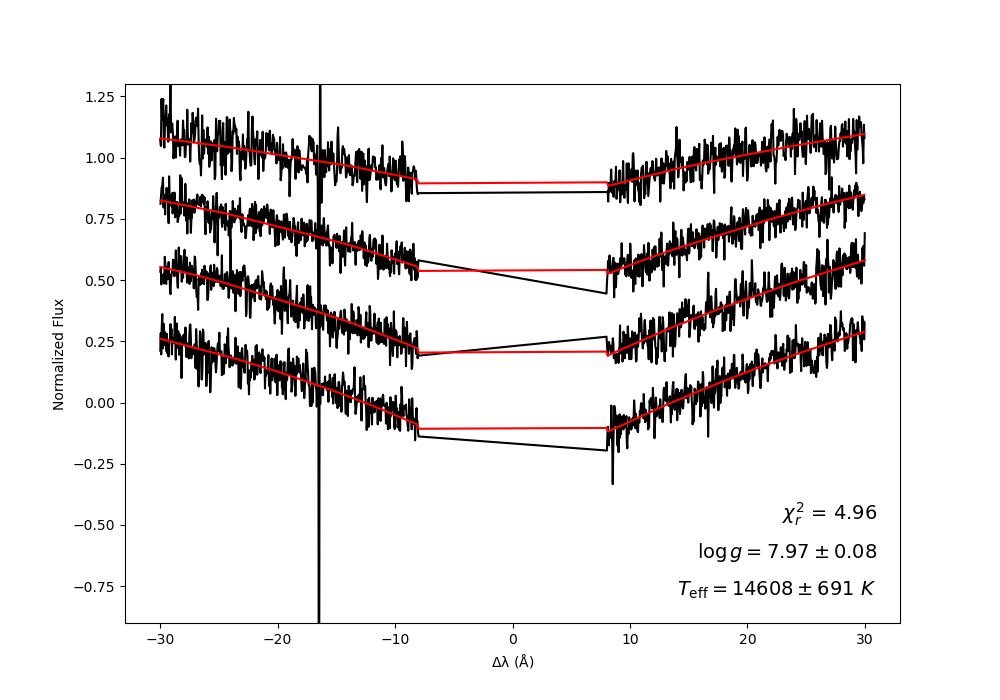 Normalized Flux
1.25
1.00
0.75
0.50
0.25
0.00
−0.25
−0.50
−0.75
χ²ᵣ = 4.96
log g = 7.97 ± 0.08
T_eff = 14608 ± 691 K
−30 −20 −10 0 10 20 30
Δλ (Å)